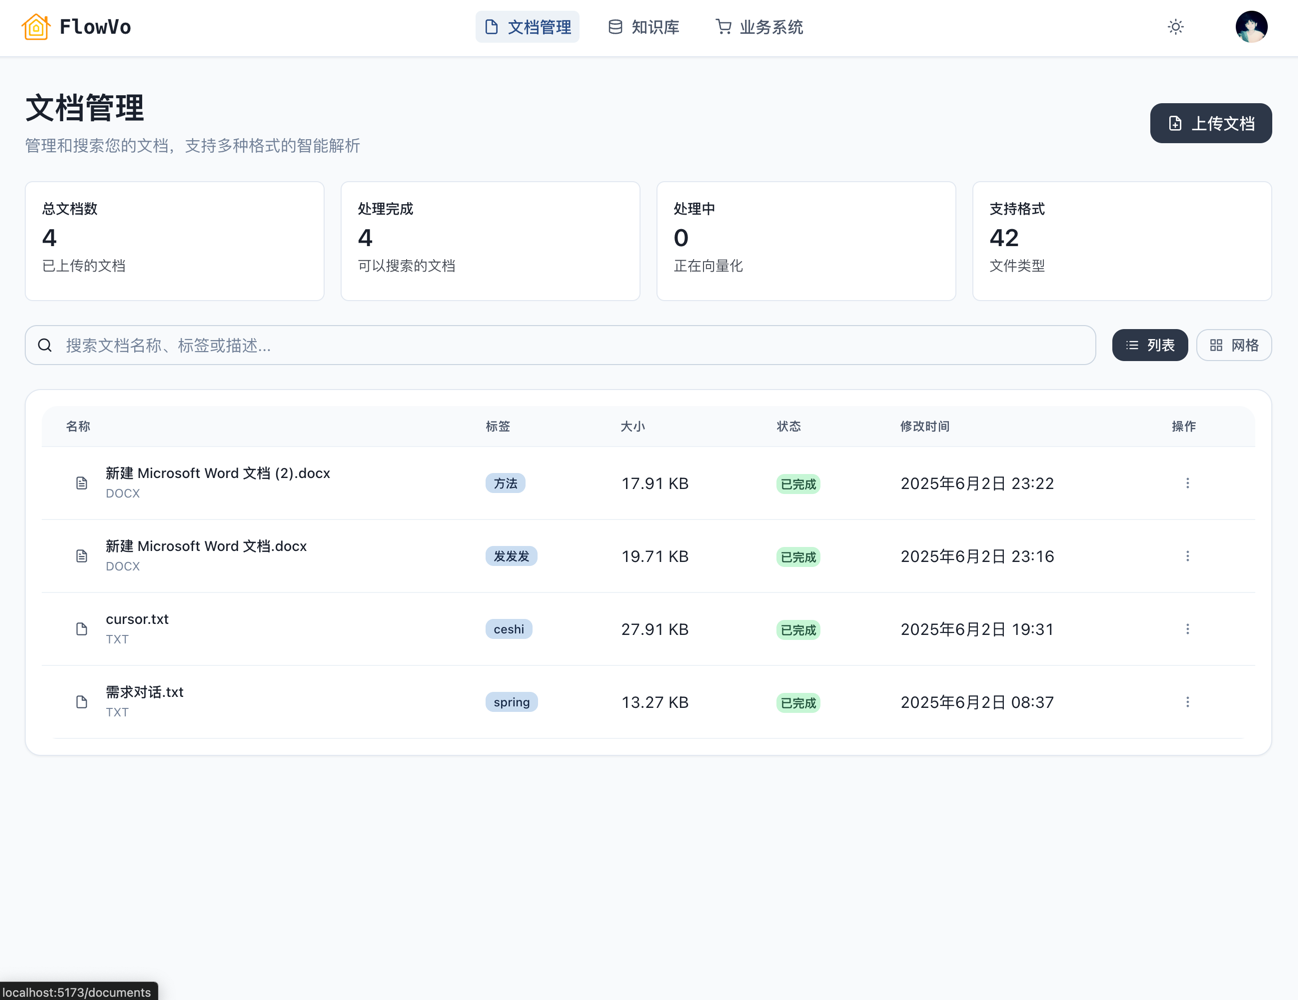 FlowVo
文档管理
知识库
业务系统
文档管理
管理和搜索您的文档，支持多种格式的智能解析
上传文档
总文档数
4
已上传的文档
处理完成
4
可以搜索的文档
处理中
0
正在向量化
支持格式
42
文件类型
搜索文档名称、标签或描述...
列表
网格
名称 标签 大小 状态 修改时间 操作
新建 Microsoft Word 文档 (2).docx
DOCX
方法 17.91 KB 已完成 2025年6月2日 23:22
新建 Microsoft Word 文档.docx
DOCX
发发发 19.71 KB 已完成 2025年6月2日 23:16
cursor.txt
TXT
ceshi 27.91 KB 已完成 2025年6月2日 19:31
需求对话.txt
TXT
spring 13.27 KB 已完成 2025年6月2日 08:37
localhost:5173/documents